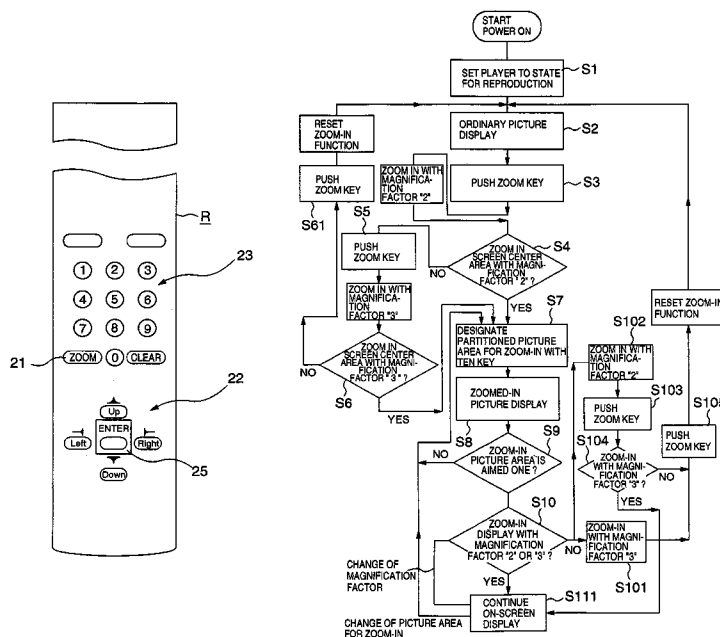 START
POWER ON
SET PLAYER TO STATE
FOR REPRODUCTION
S1
RESET
ZOOM-IN
FUNCTION
ORDINARY PICTURE
DISPLAY
S2
PUSH
ZOOM KEY
S61
ZOOM IN WITH
MAGNIFICA-
TION
FACTOR "2"
PUSH ZOOM KEY
S3
S5
PUSH
ZOOM KEY
ZOOM IN
SCREEN CENTER
AREA WITH MAGNI-
FICATION
FACTOR "2"?
S4
NO
YES
ZOOM IN WITH
MAGNIFICA-
TION
FACTOR "3"
ZOOM IN
SCREEN CENTER
AREA WITH MAGNI-
FICATION
FACTOR "3"?
NO
S6
YES
S7
DESIGNATE
PARTITIONED PICTURE
AREA FOR ZOOM-IN WITH
TEN KEY
ZOOMED-IN
PICTURE DISPLAY
S8
S9
ZOOM-IN
PICTURE AREA IS
AIMED ONE?
NO
S10
ZOOM-IN
DISPLAY WITH
MAGNIFICATION
FACTOR "2" OR "3"?
NO
YES
CHANGE OF
MAGNIFICATION
FACTOR
CONTINUE
ON-SCREEN
DISPLAY
S111
CHANGE OF PICTURE AREA
FOR ZOOM-IN
RESET ZOOM-IN
FUNCTION
S102
ZOOM IN WITH
MAGNIFICA-
TION
FACTOR "2"
S103
PUSH
ZOOM KEY
S105
PUSH
ZOOM KEY
S104
ZOOM-IN
WITH MAGNI-
FICATION
FACTOR "3"
?
NO
YES
ZOOM-IN
WITH MAGNI-
FICATION
FACTOR "3"
S101
R
1 2 3
23
4 5 6
7 8 9
21
ZOOM 0 CLEAR
22
Up
ENTER
Left
Right
25
Down